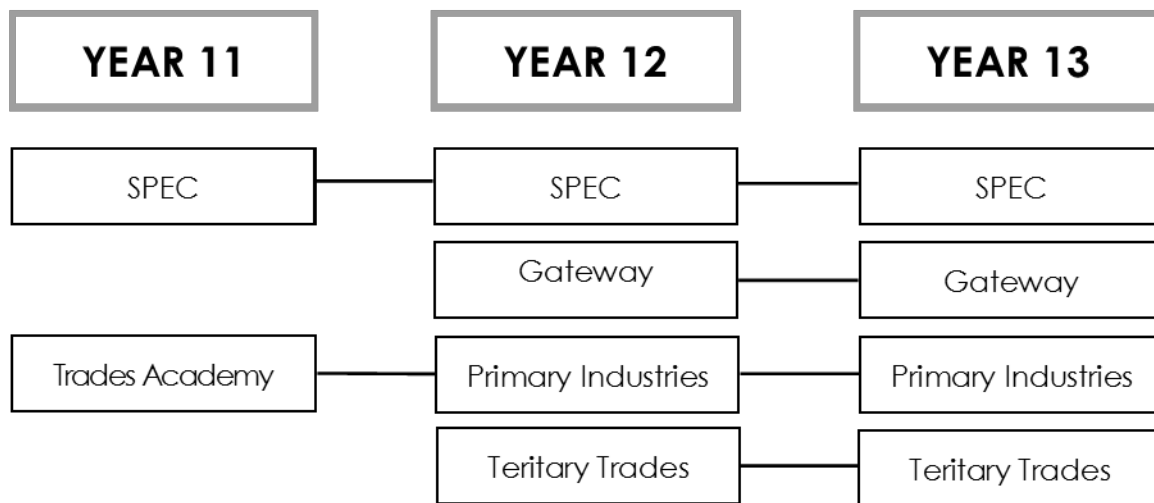 YEAR 11
YEAR 12
YEAR 13
SPEC
SPEC
SPEC
Gateway
Gateway
Trades Academy
Primary Industries
Primary Industries
Teritary Trades
Teritary Trades